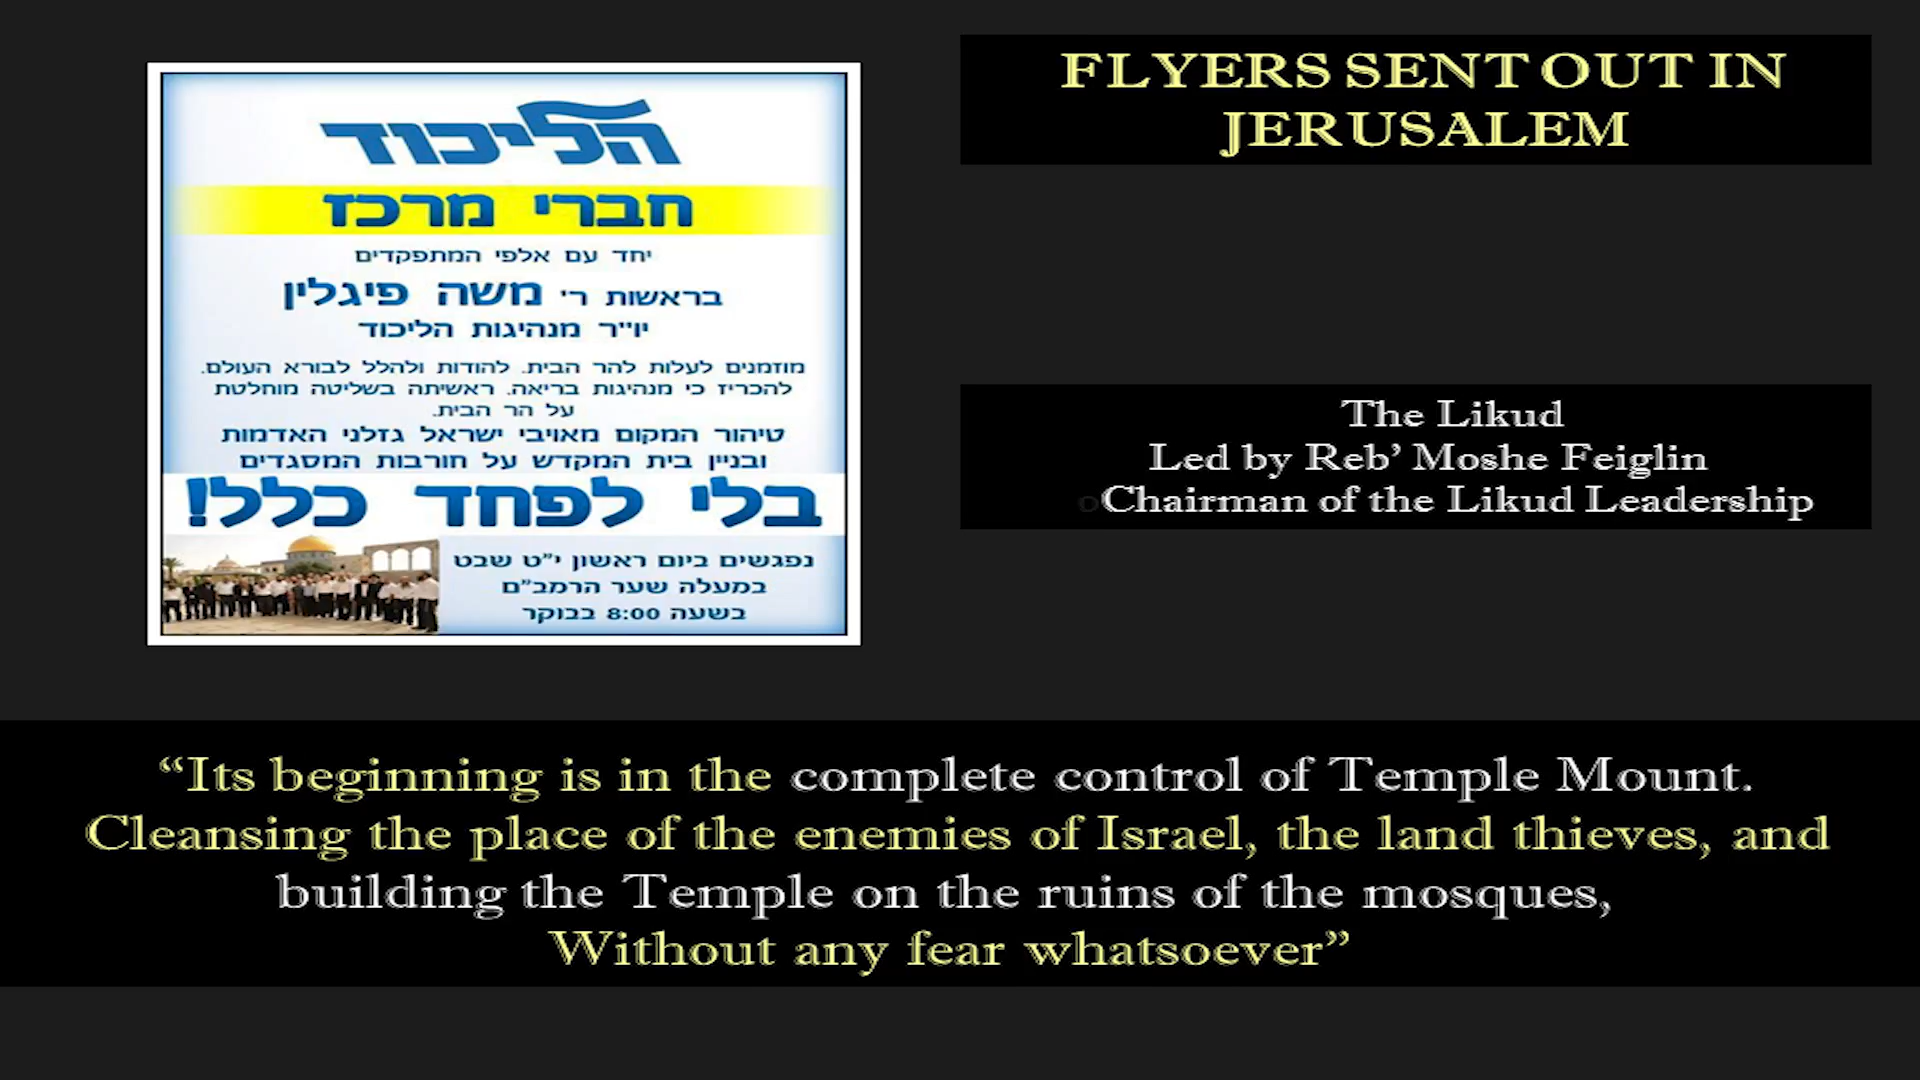 הליכוד
חברי מרכז
יחד עם אלפי המתפקדים
בראשות ר' משה פיגלין
יו"ר מנהיגות הליכוד
מוזמנים לעלות להר הבית. להודות ולהלל לבורא העולם.
להכריז כי מנהיגות בריאה. ראשיתה בשליטה מוחלטת
על הר הבית.
טיהור המקום מאויבי ישראל גזלני האדמות
ובניין בית המקדש על חורבות המסגדים
בלי לפחד כלל!
נפגשים ביום ראשון י"ט שבט
במעלה שער הרמב"ם
בשעה 8:00 בבוקר
FLYERS SENT OUT IN
JERUSALEM
The Likud
Led by Reb’ Moshe Feiglin
Chairman of the Likud Leadership
“Its beginning is in the complete control of Temple Mount.
Cleansing the place of the enemies of Israel, the land thieves, and
building the Temple on the ruins of the mosques,
Without any fear whatsoever”